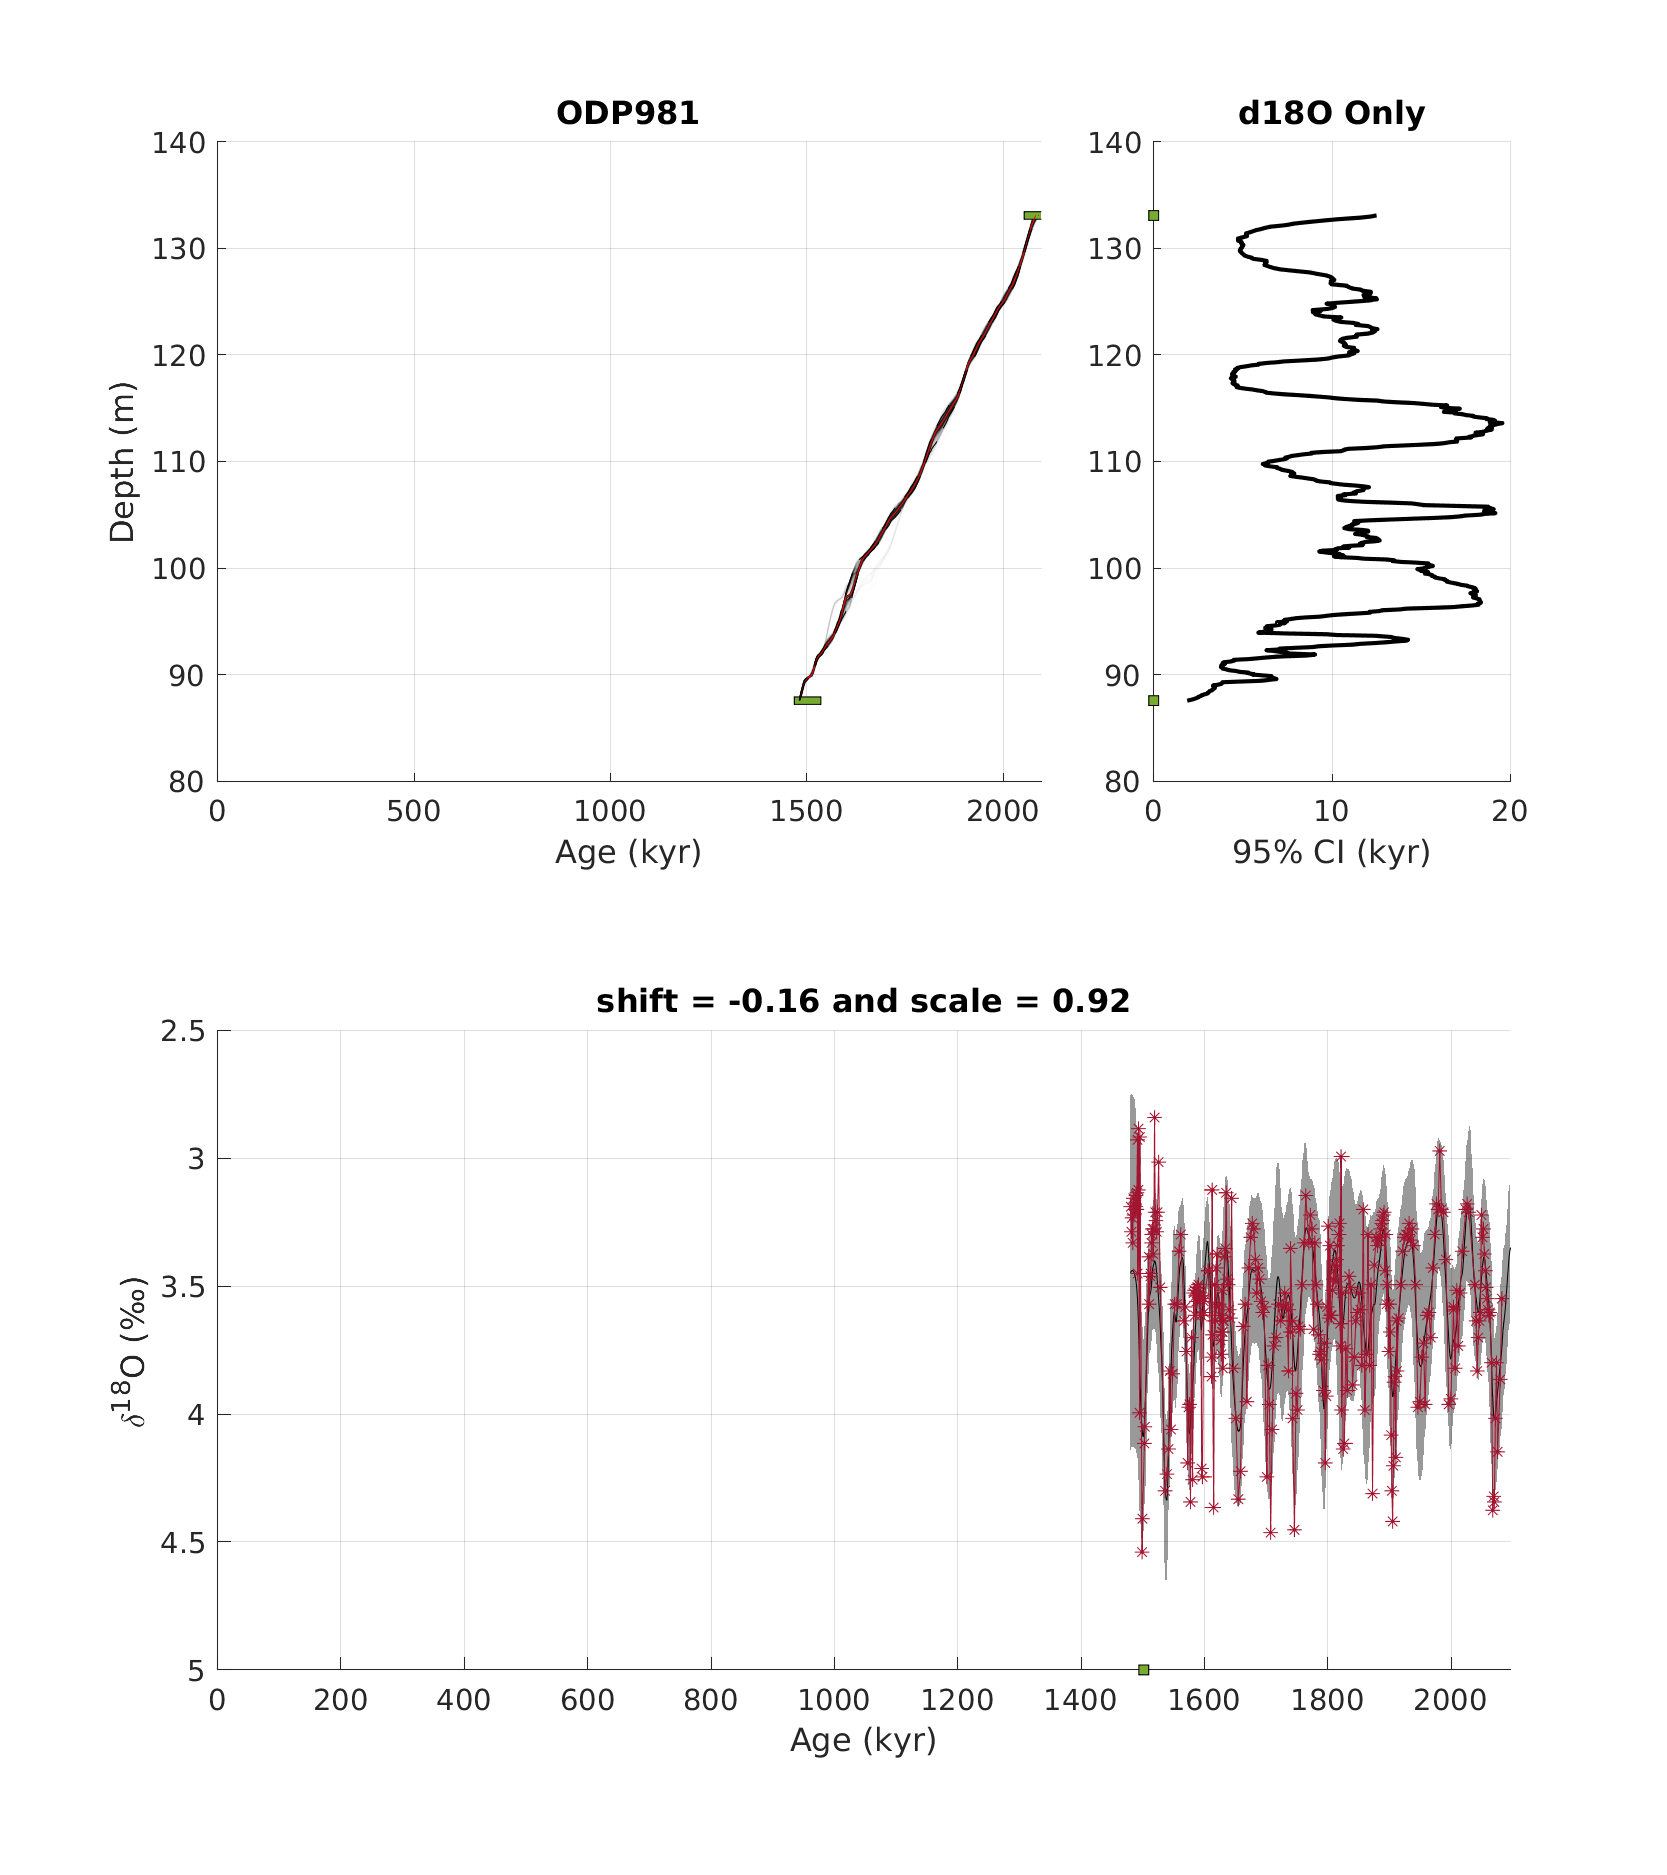 ODP981
140
130
120
110
100
90
80
0 500 1000 1500 2000
Depth (m)
Age (kyr)
d18O Only
140
130
120
110
100
90
80
0 10 20
95% CI (kyr)
shift = -0.16 and scale = 0.92
2.5
3
3.5
4
4.5
5
0 200 400 600 800 1000 1200 1400 1600 1800 2000
δ¹⁸O (‰)
Age (kyr)